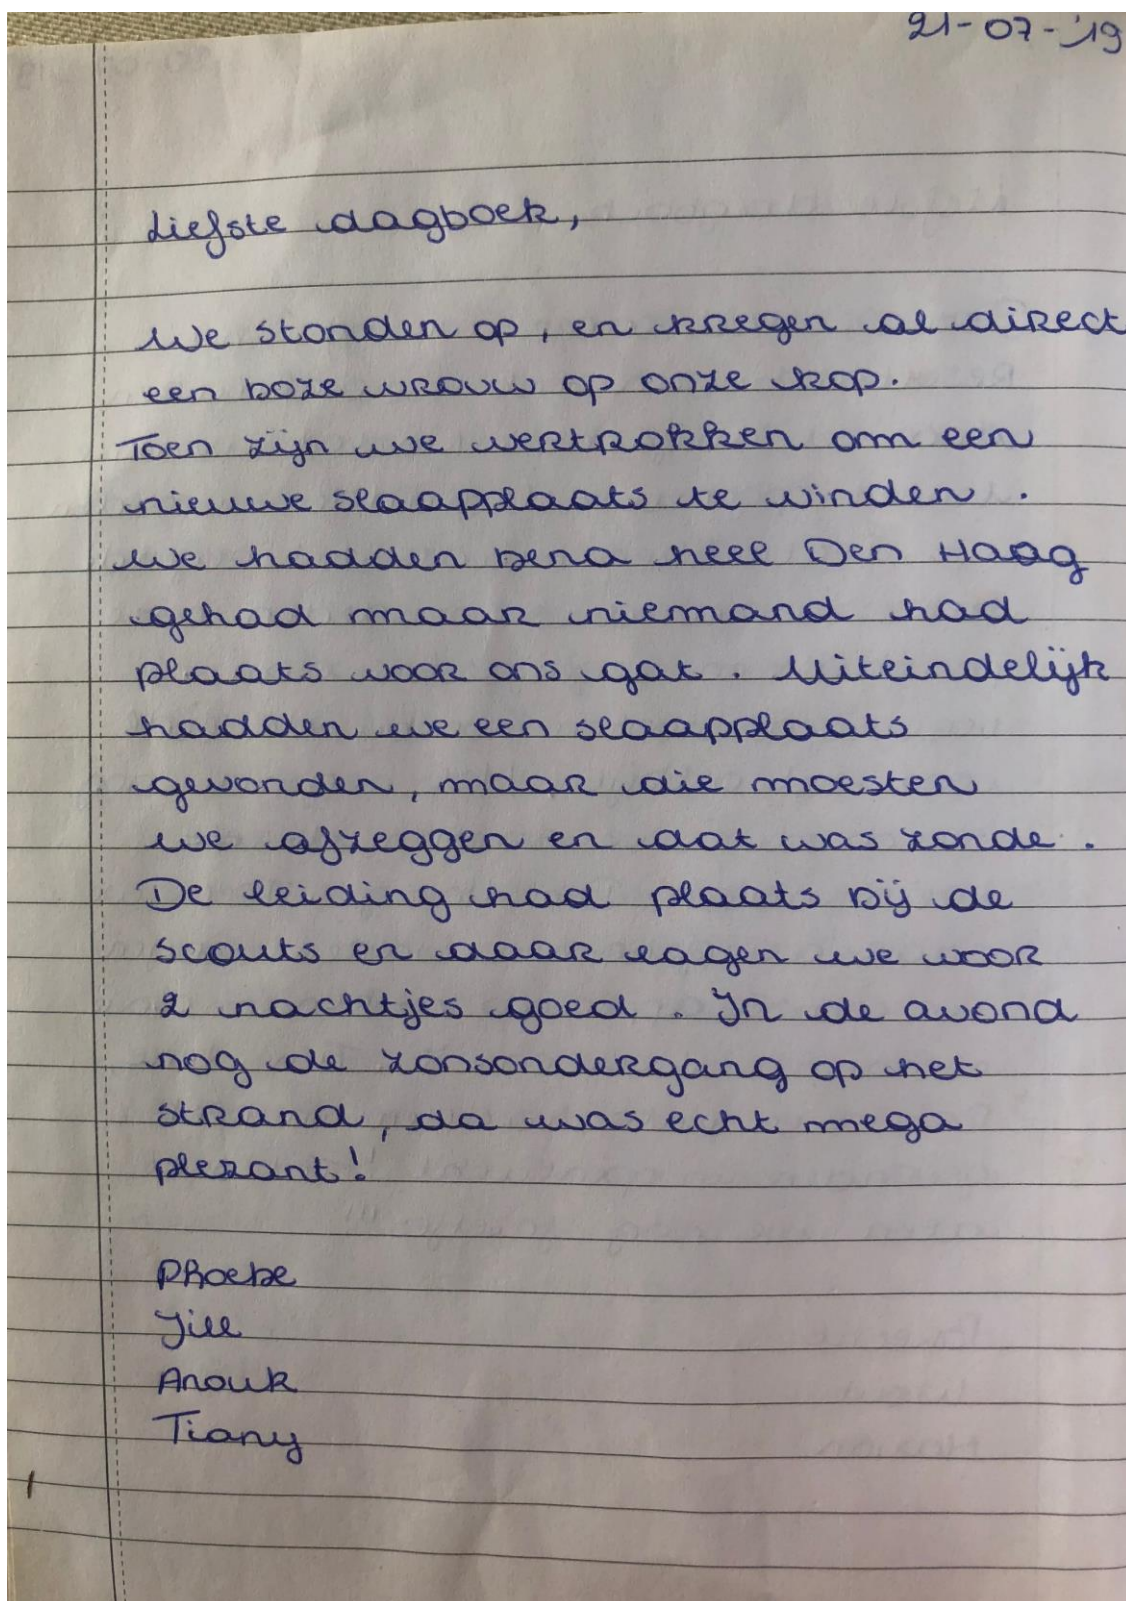 21-07-'19
Liefste dagboek,
We stonden op, en kregen al direct
een boze vrouw op onze kop.
Toen zijn we vertrokken om een
nieuwe slaapplaats te vinden.
We hadden bena heel Den Haag
gehad maar niemand had
plaats voor ons gat. Uiteindelijk
hadden we een slaapplaats
gevonden, maar die moesten
we afzeggen en dat was zonde.
De leiding had plaats bij de
scouts en daar lagen we voor
2 nachtjes goed. In de avond
nog de zonsondergang op het
strand, da was echt mega
plezant!
Phoebe
Jill
Anouk
Tiany